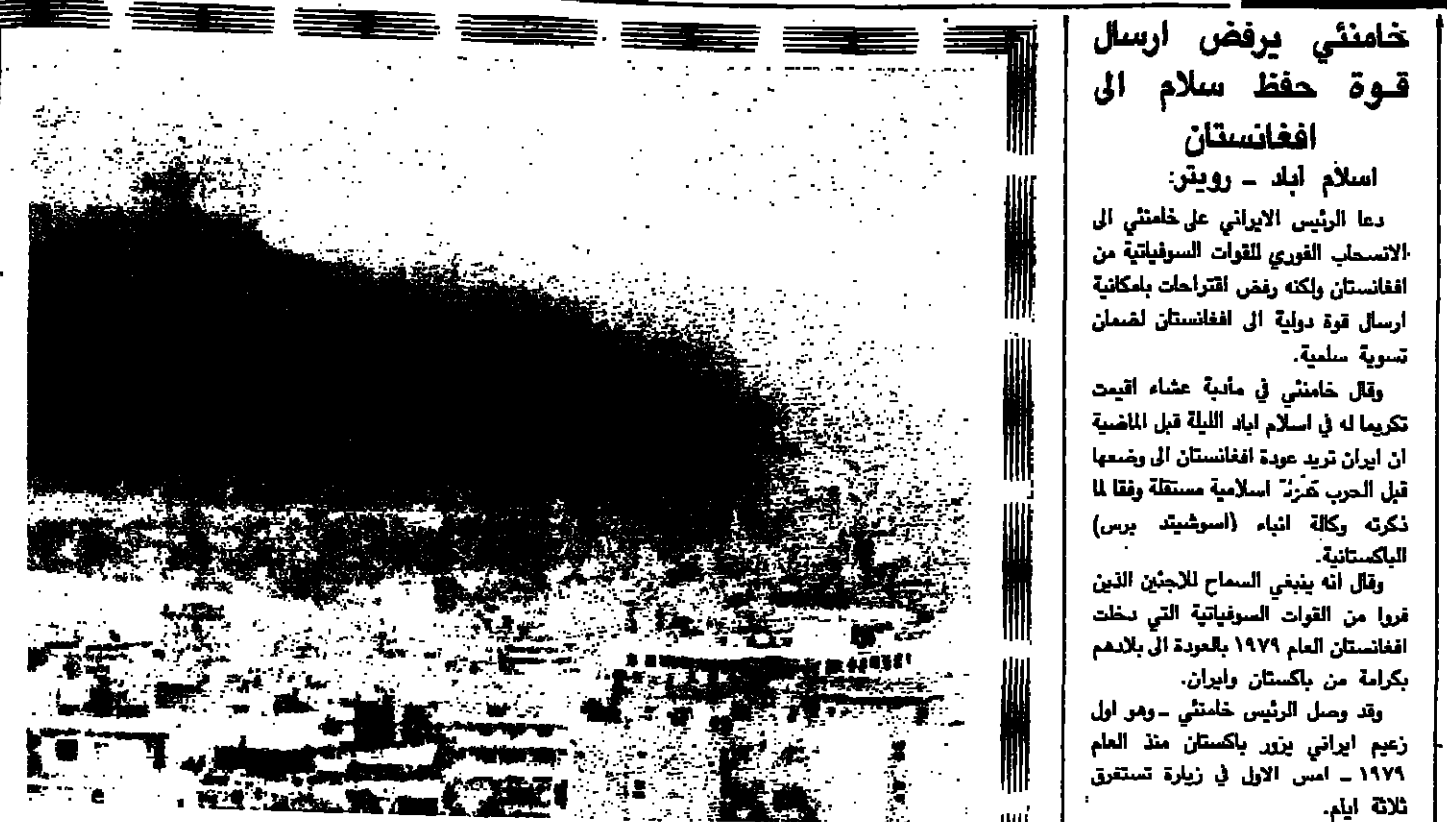 خامنئي يرفض ارسال
قوة حفظ سلام الى
افغانستان
اسلام اباد ـ رويتر:
دعا الرئيس الايراني علي خامنئي الى
الانسحاب الفوري للقوات السوفياتية من
افغانستان ولكنه رفض اقتراحات بامكانية
ارسال قوة دولية الى افغانستان لضمان
تسوية سلمية.
وقال خامنئي في مأدبة عشاء اقيمت
تكريما له في اسلام اباد الليلة قبل الماضية
ان ايران تريد عودة افغانستان الى وضعها
قبل الحرب اسلامية مستقلة وفقا لما
ذكرته وكالة انباء (اسوشيتد برس)
الباكستانية.
وقال انه ينبغي السماح للاجئين الذين
فروا من القوات السوفياتية التي دخلت
افغانستان العام ١٩٧٩ بالعودة الى بلادهم
بكرامة من باكستان وايران.
وقد وصل الرئيس خامنئي ـ وهو اول
زعيم ايراني يزور باكستان منذ العام
١٩٧٩ ـ امس الاول في زيارة تستغرق
ثلاثة ايام.